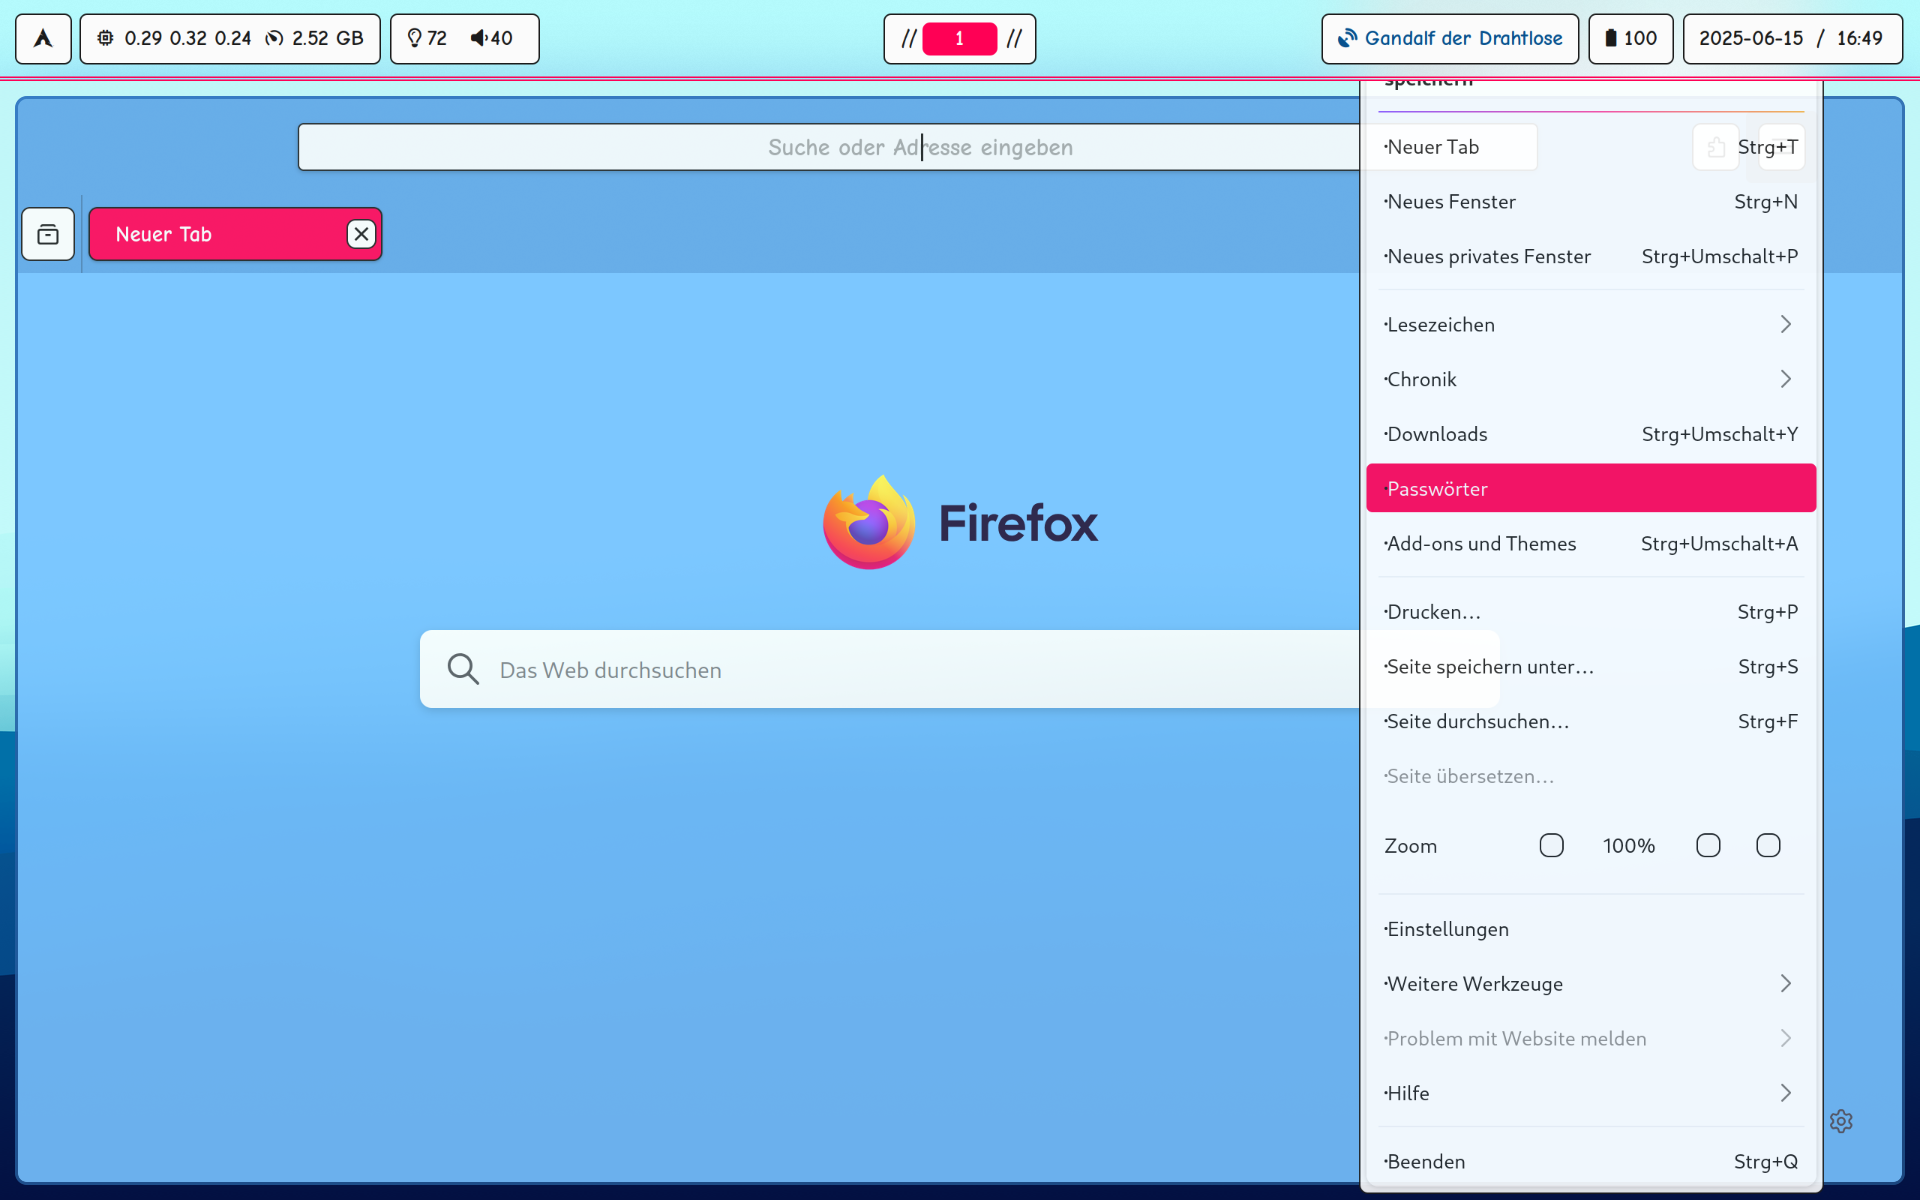 0.29 0.32 0.24 2.52 GB 72 40 // 1 // Gandalf der Drahtlose 100 2025-06-15 / 16:49
speichern
Suche oder Adresse eingeben
Neuer Tab
Firefox
Das Web durchsuchen
·Neuer Tab Strg+T
·Neues Fenster Strg+N
·Neues privates Fenster Strg+Umschalt+P
·Lesezeichen
·Chronik
·Downloads Strg+Umschalt+Y
·Passwörter
·Add-ons und Themes Strg+Umschalt+A
·Drucken… Strg+P
·Seite speichern unter… Strg+S
·Seite durchsuchen… Strg+F
·Seite übersetzen…
Zoom 100%
·Einstellungen
·Weitere Werkzeuge
·Problem mit Website melden
·Hilfe
·Beenden Strg+Q